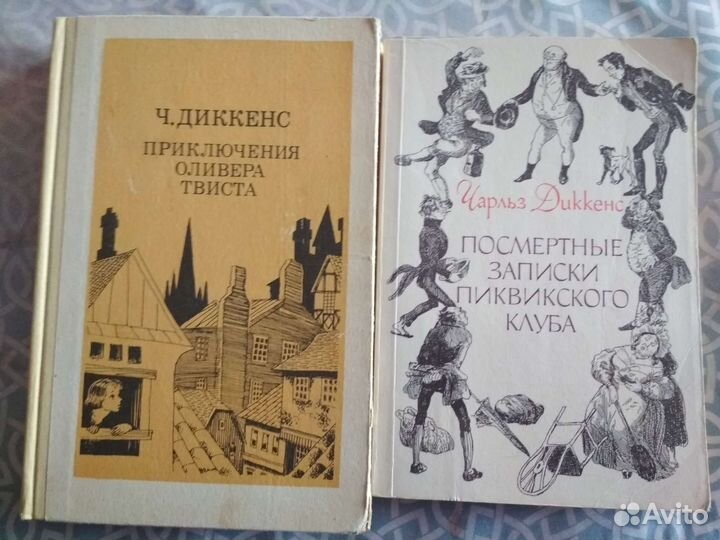 Ч. ДИККЕНС
ПРИКЛЮЧЕНИЯ
ОЛИВЕРА
ТВИСТА
Чарльз Диккенс
ПОСМЕРТНЫЕ
ЗАПИСКИ
ПИКВИКСКОГО
КЛУБА
Avito